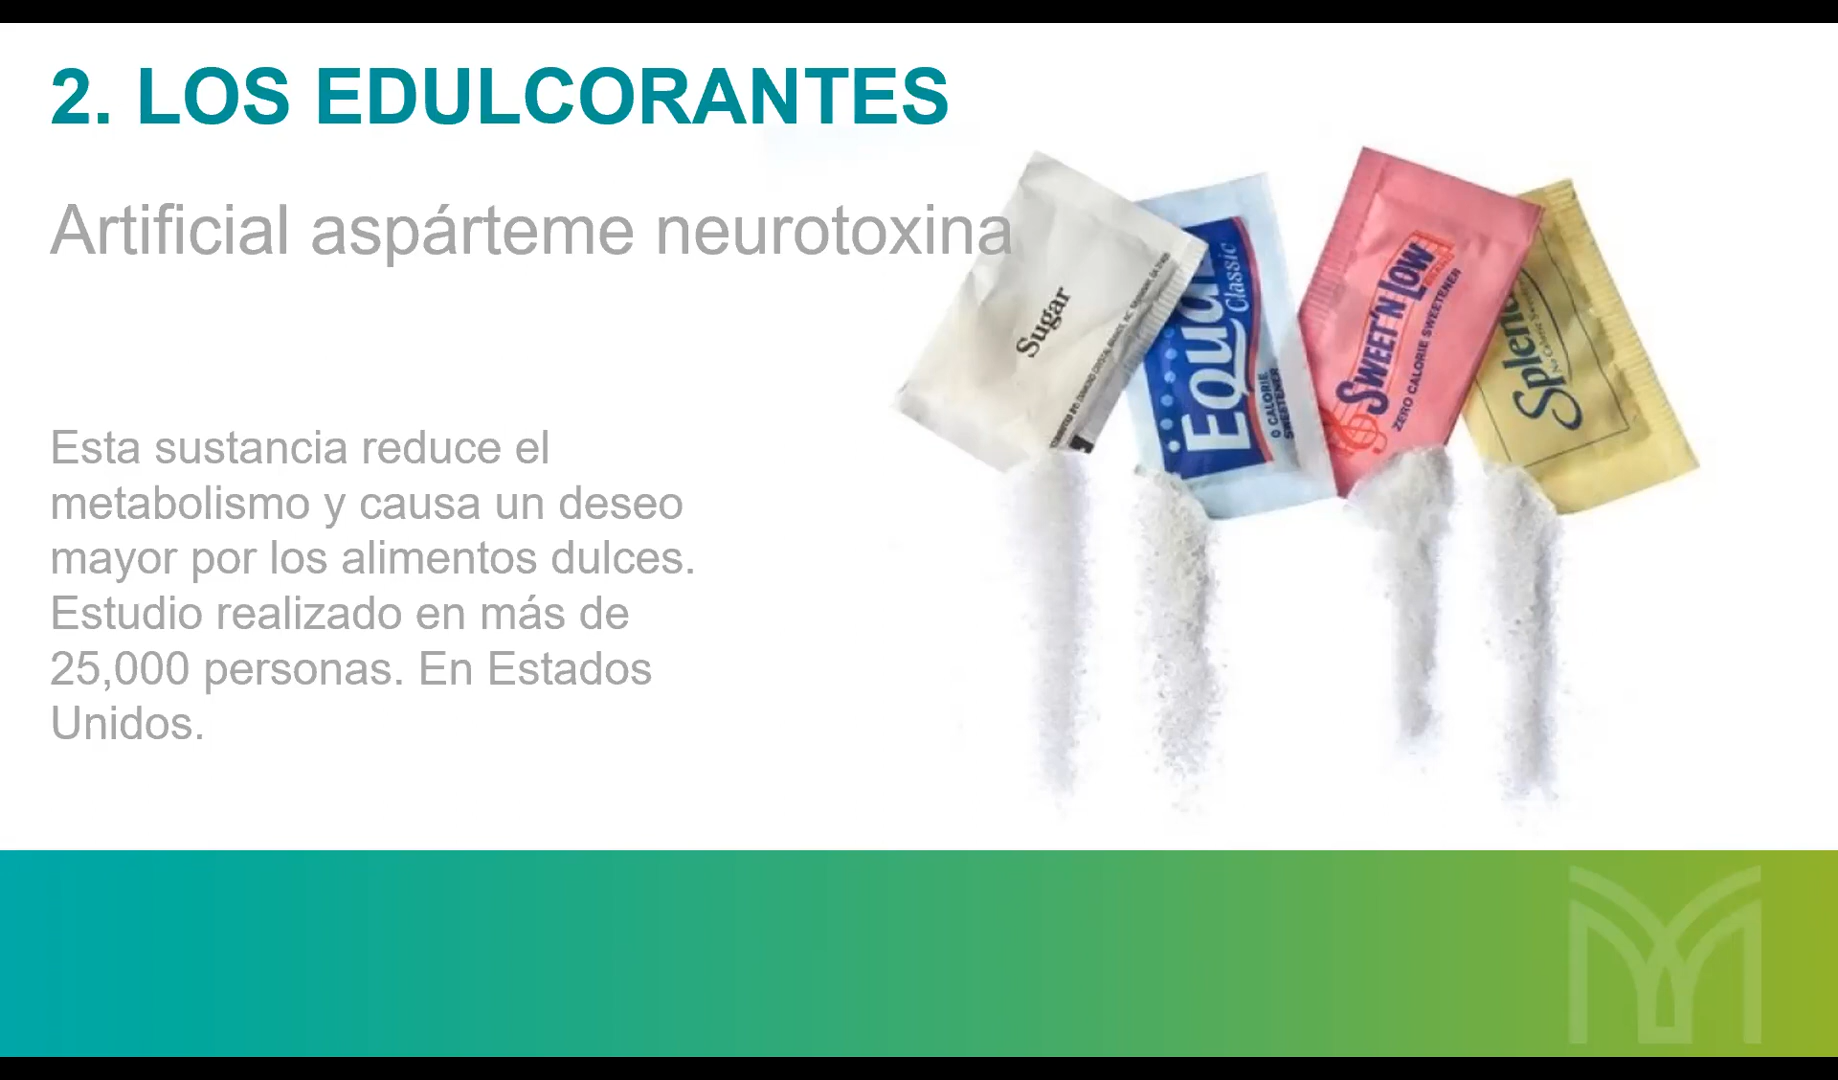 2. LOS EDULCORANTES
Artificial aspárteme neurotoxina
Esta sustancia reduce el
metabolismo y causa un deseo
mayor por los alimentos dulces.
Estudio realizado en más de
25,000 personas. En Estados
Unidos.
Sugar
EQUAL
Classic
0 CALORIE
SWEETENER
SWEET'N LOW
ZERO CALORIE SWEETENER